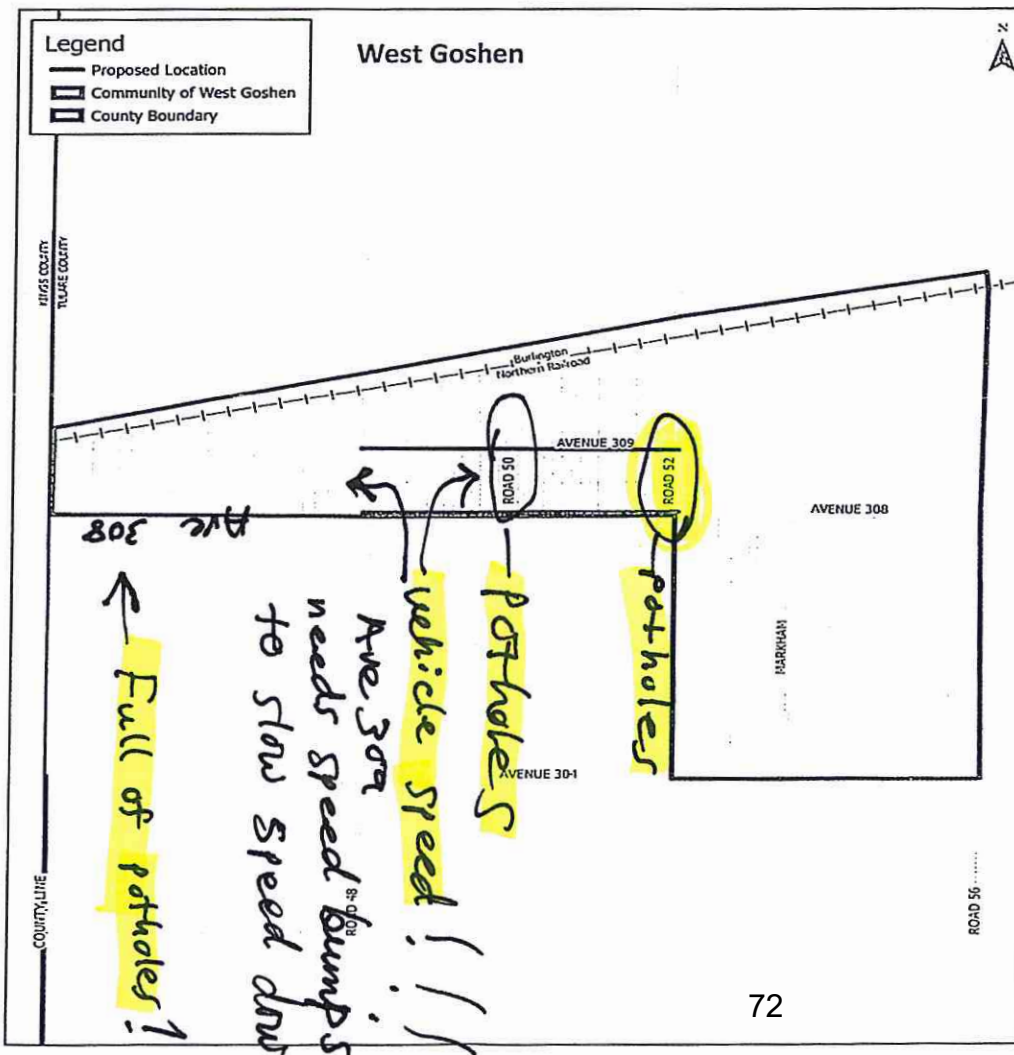 Legend
Proposed Location
Community of West Goshen
County Boundary
West Goshen
N
KINGS COUNTY
TULARE COUNTY
Burlington
Northern Railroad
AVENUE 309
ROAD 50
ROAD 52
AVENUE 308
Ave
308
potholes
potholes
vehicle speed!!!
Ave 309
needs speed bumps
to slow speed down
Full of potholes!
MARKHAM
AVENUE 304
ROAD 48
ROAD 56
COUNTY LINE
72